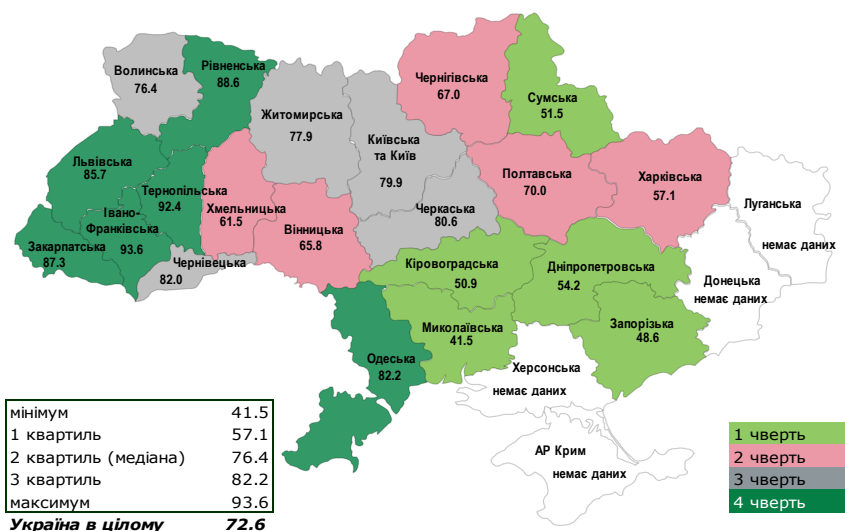 Волинська
76.4
Рівненська
88.6
Житомирська
77.9
Київська
та Київ
79.9
Чернігівська
67.0
Сумська
51.5
Львівська
85.7
Тернопільська
92.4
Хмельницька
61.5
Івано-
Франківська
93.6
Закарпатська
87.3
Чернівецька
82.0
Вінницька
65.8
Черкаська
80.6
Полтавська
70.0
Харківська
57.1
Луганська
немає даних
Донецька
немає даних
Кіровоградська
50.9
Дніпропетровська
54.2
Запорізька
48.6
Миколаївська
41.5
Одеська
82.2
Херсонська
немає даних
АР Крим
немає даних
мінімум 41.5
1 квартиль 57.1
2 квартиль (медіана) 76.4
3 квартиль 82.2
максимум 93.6
Україна в цілому 72.6
1 чверть
2 чверть
3 чверть
4 чверть